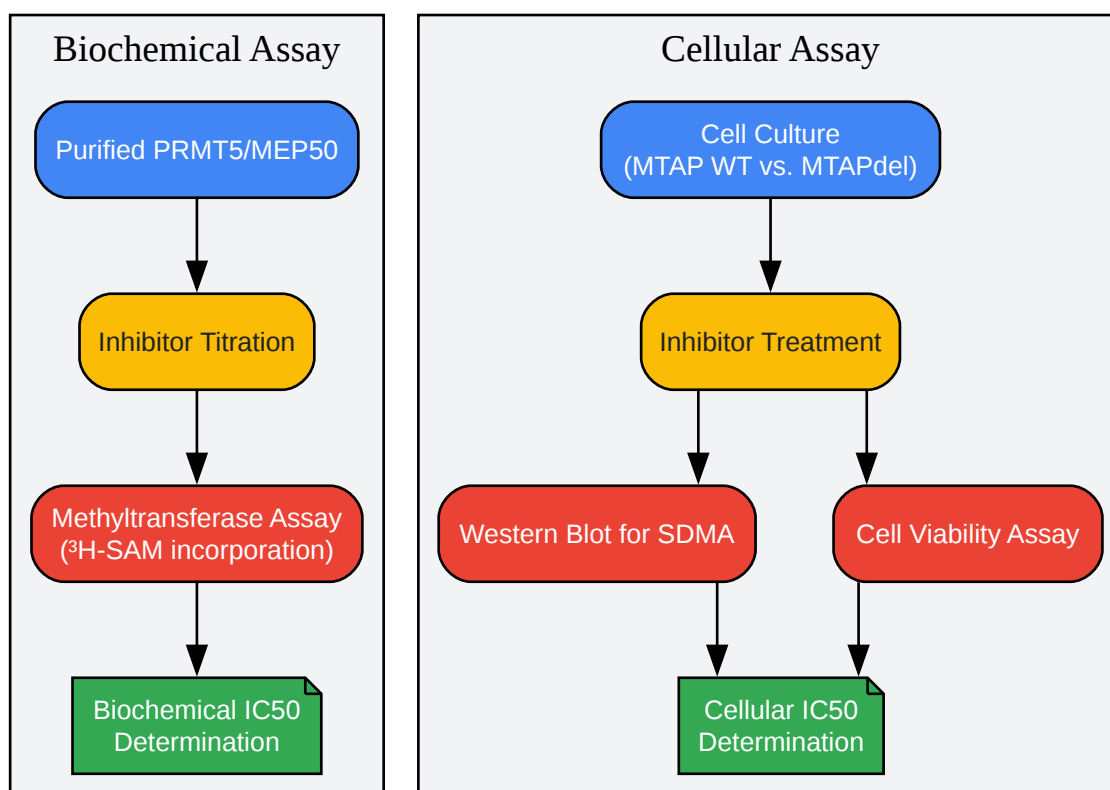 Biochemical Assay
Purified PRMT5/MEP50
Inhibitor Titration
Methyltransferase Assay
(³H-SAM incorporation)
Biochemical IC50
Determination
Cellular Assay
Cell Culture
(MTAP WT vs. MTAPdel)
Inhibitor Treatment
Western Blot for SDMA
Cell Viability Assay
Cellular IC50
Determination